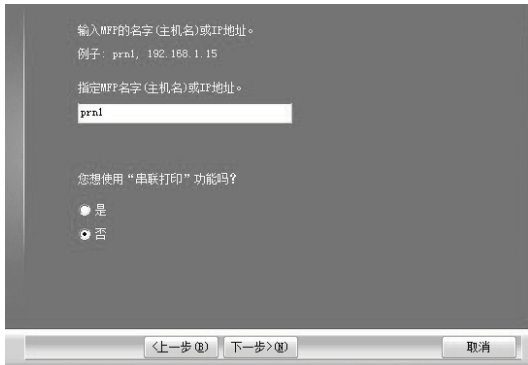 输入MFP的名字(主机名)或IP地址。
例子: prn1, 192.168.1.15
指定MFP名字(主机名)或IP地址。
prn1
您想使用“串联打印”功能吗?
是
否
<上一步(B) 下一步>(N) 取消